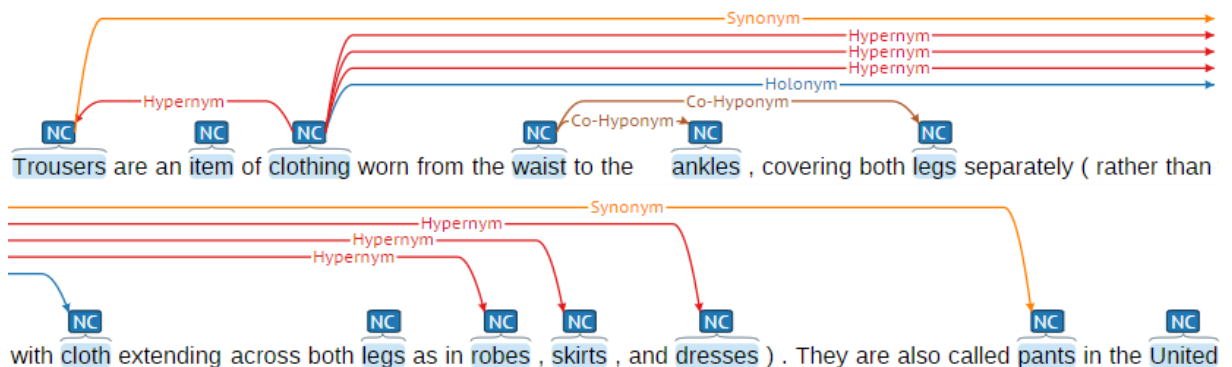 Synonym
Hypernym
Hypernym
Hypernym
Holonym
Hypernym Co-Hyponym
Co-Hyponym
NC NC NC NC NC NC
Trousers are an item of clothing worn from the waist to the ankles , covering both legs separately ( rather than
Synonym
Hypernym
Hypernym
Hypernym
NC NC NC NC NC NC NC
with cloth extending across both legs as in robes , skirts , and dresses ) . They are also called pants in the United